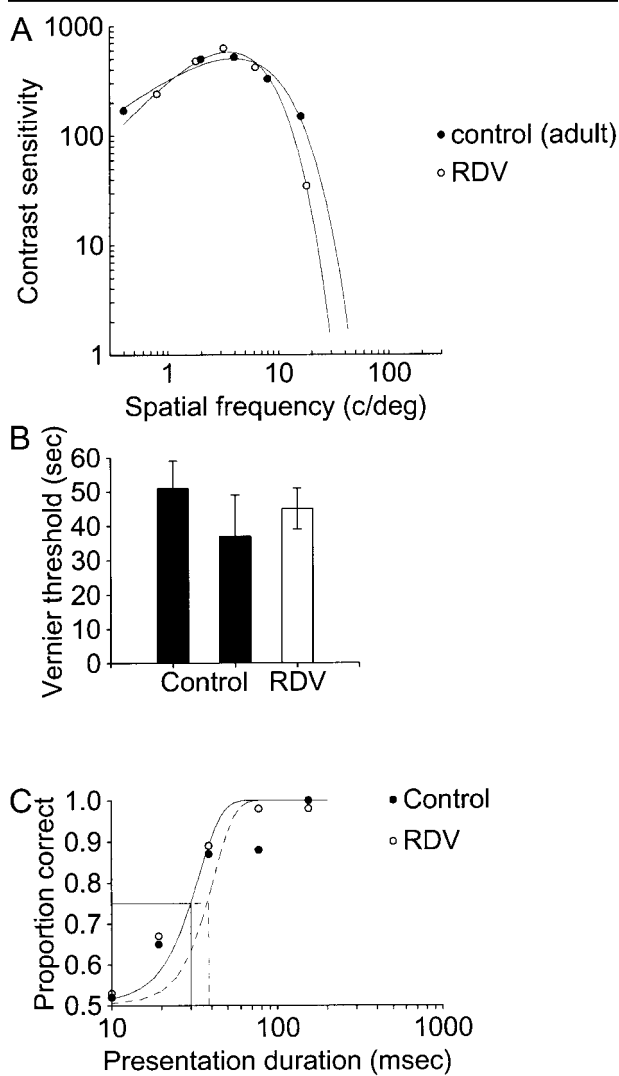 A
1000
100
10
1
Contrast sensitivity
1 10 100
Spatial frequency (c/deg)
control (adult)
RDV
B
60
50
40
30
20
10
0
Vernier threshold (sec)
Control RDV
C
1.0
0.9
0.8
0.7
0.6
0.5
Proportion correct
10 100 1000
Presentation duration (msec)
Control
RDV